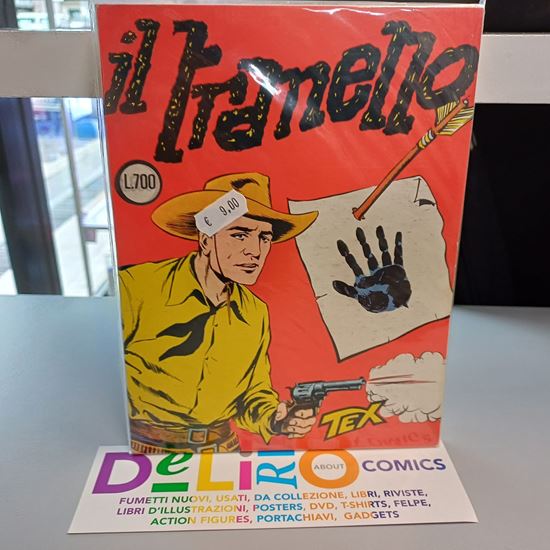 il Tranello
L.700
€ 9,00
TEX
DeLiRiO ABOUT COMICS
FUMETTI NUOVI, USATI, DA COLLEZIONE, LIBRI, RIVISTE,
LIBRI D'ILLUSTRAZIONI, POSTERS, DVD, T-SHIRTS, FELPE,
ACTION FIGURES, PORTACHIAVI, GADGETS